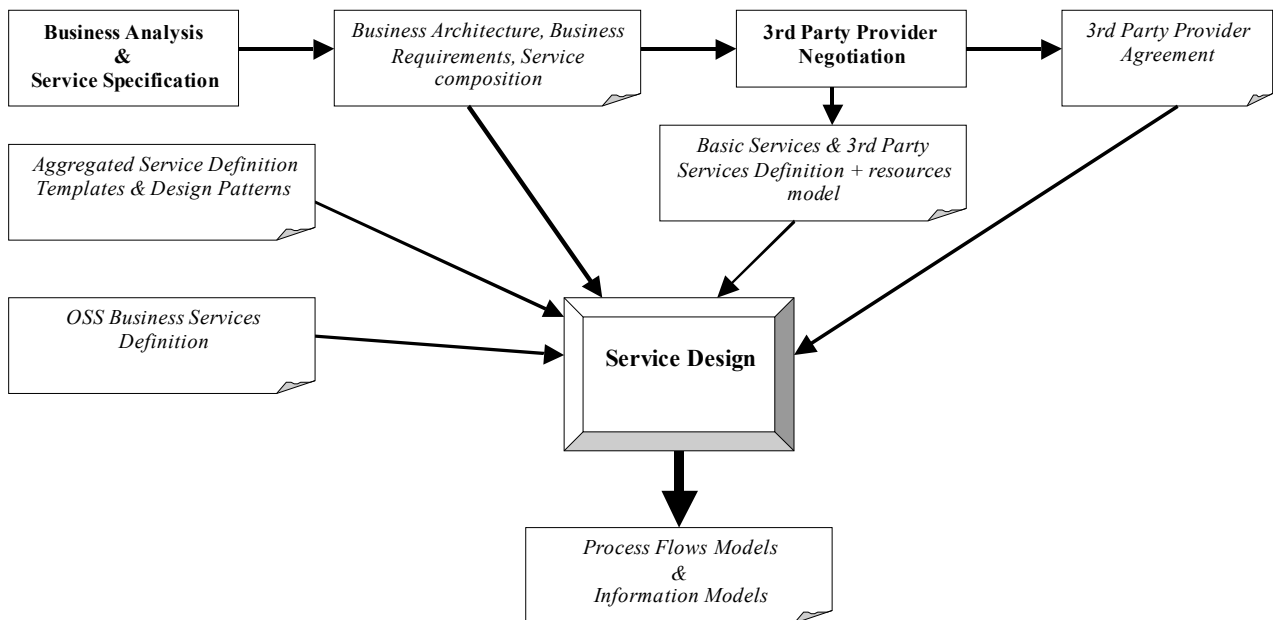 Business Analysis
&
Service Specification
Business Architecture, Business
Requirements, Service
composition
3rd Party Provider
Negotiation
3rd Party Provider
Agreement
Aggregated Service Definition
Templates & Design Patterns
Basic Services & 3rd Party
Services Definition + resources
model
OSS Business Services
Definition
Service Design
Process Flows Models
&
Information Models